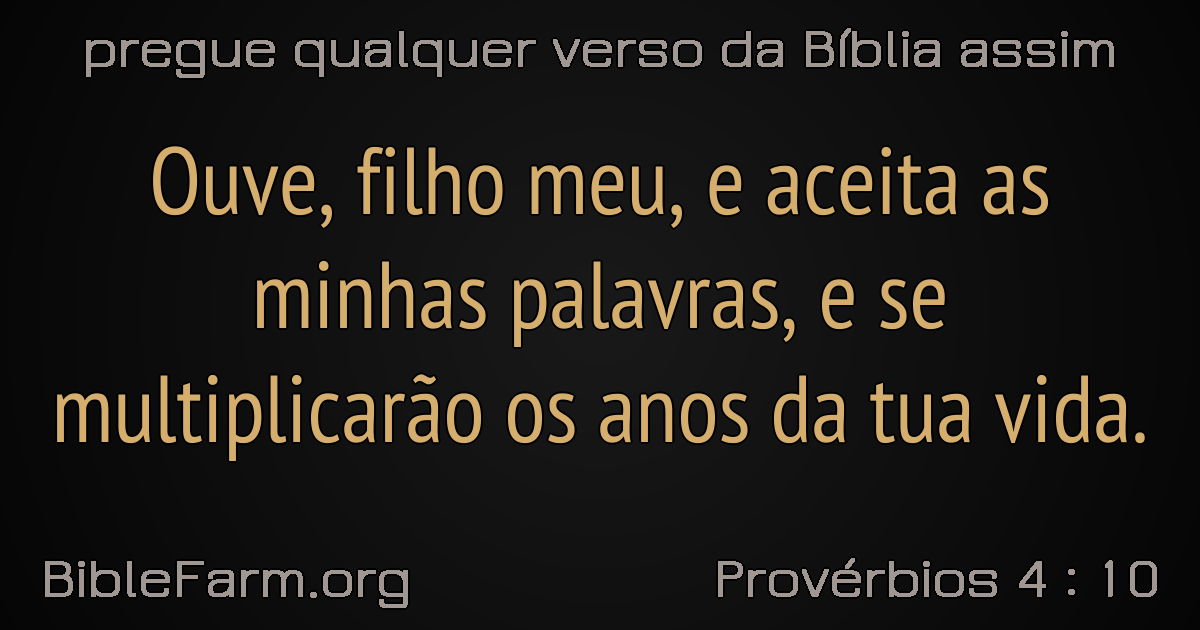 pregue qualquer verso da Bíblia assim
Ouve, filho meu, e aceita as
minhas palavras, e se
multiplicarão os anos da tua vida.
BibleFarm.org
Provérbios 4 : 10